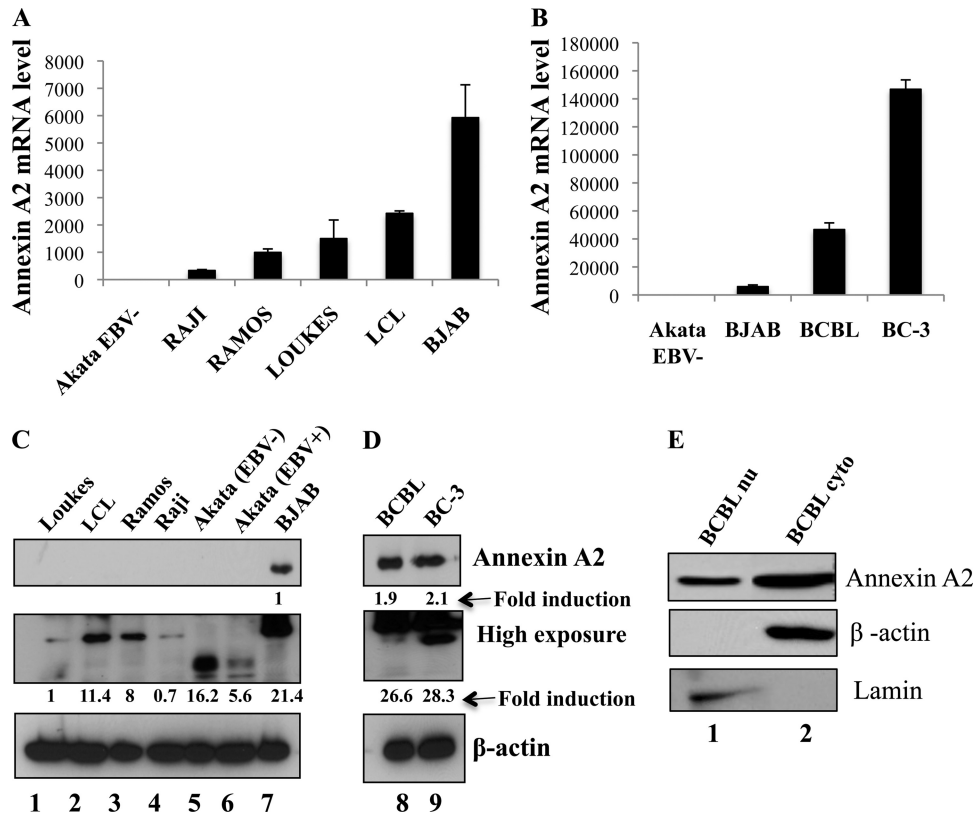 A
Annexin A2 mRNA level
8000
7000
6000
5000
4000
3000
2000
1000
0
Akata EBV-
RAJI
RAMOS
LOUKES
LCL
BJAB
B
Annexin A2 mRNA level
180000
160000
140000
120000
100000
80000
60000
40000
20000
0
Akata
EBV-
BJAB
BCBL
BC-3
C
Loukes
LCL
Ramos
Raji
Akata (EBV-)
Akata (EBV+)
BJAB
1
1 11.4 8 0.7 16.2 5.6 21.4
1 2 3 4 5 6 7
D
BCBL
BC-3
Annexin A2
1.9 2.1 Fold induction
High exposure
26.6 28.3 Fold induction
β-actin
8 9
E
BCBL nu
BCBL cyto
Annexin A2
β -actin
Lamin
1 2